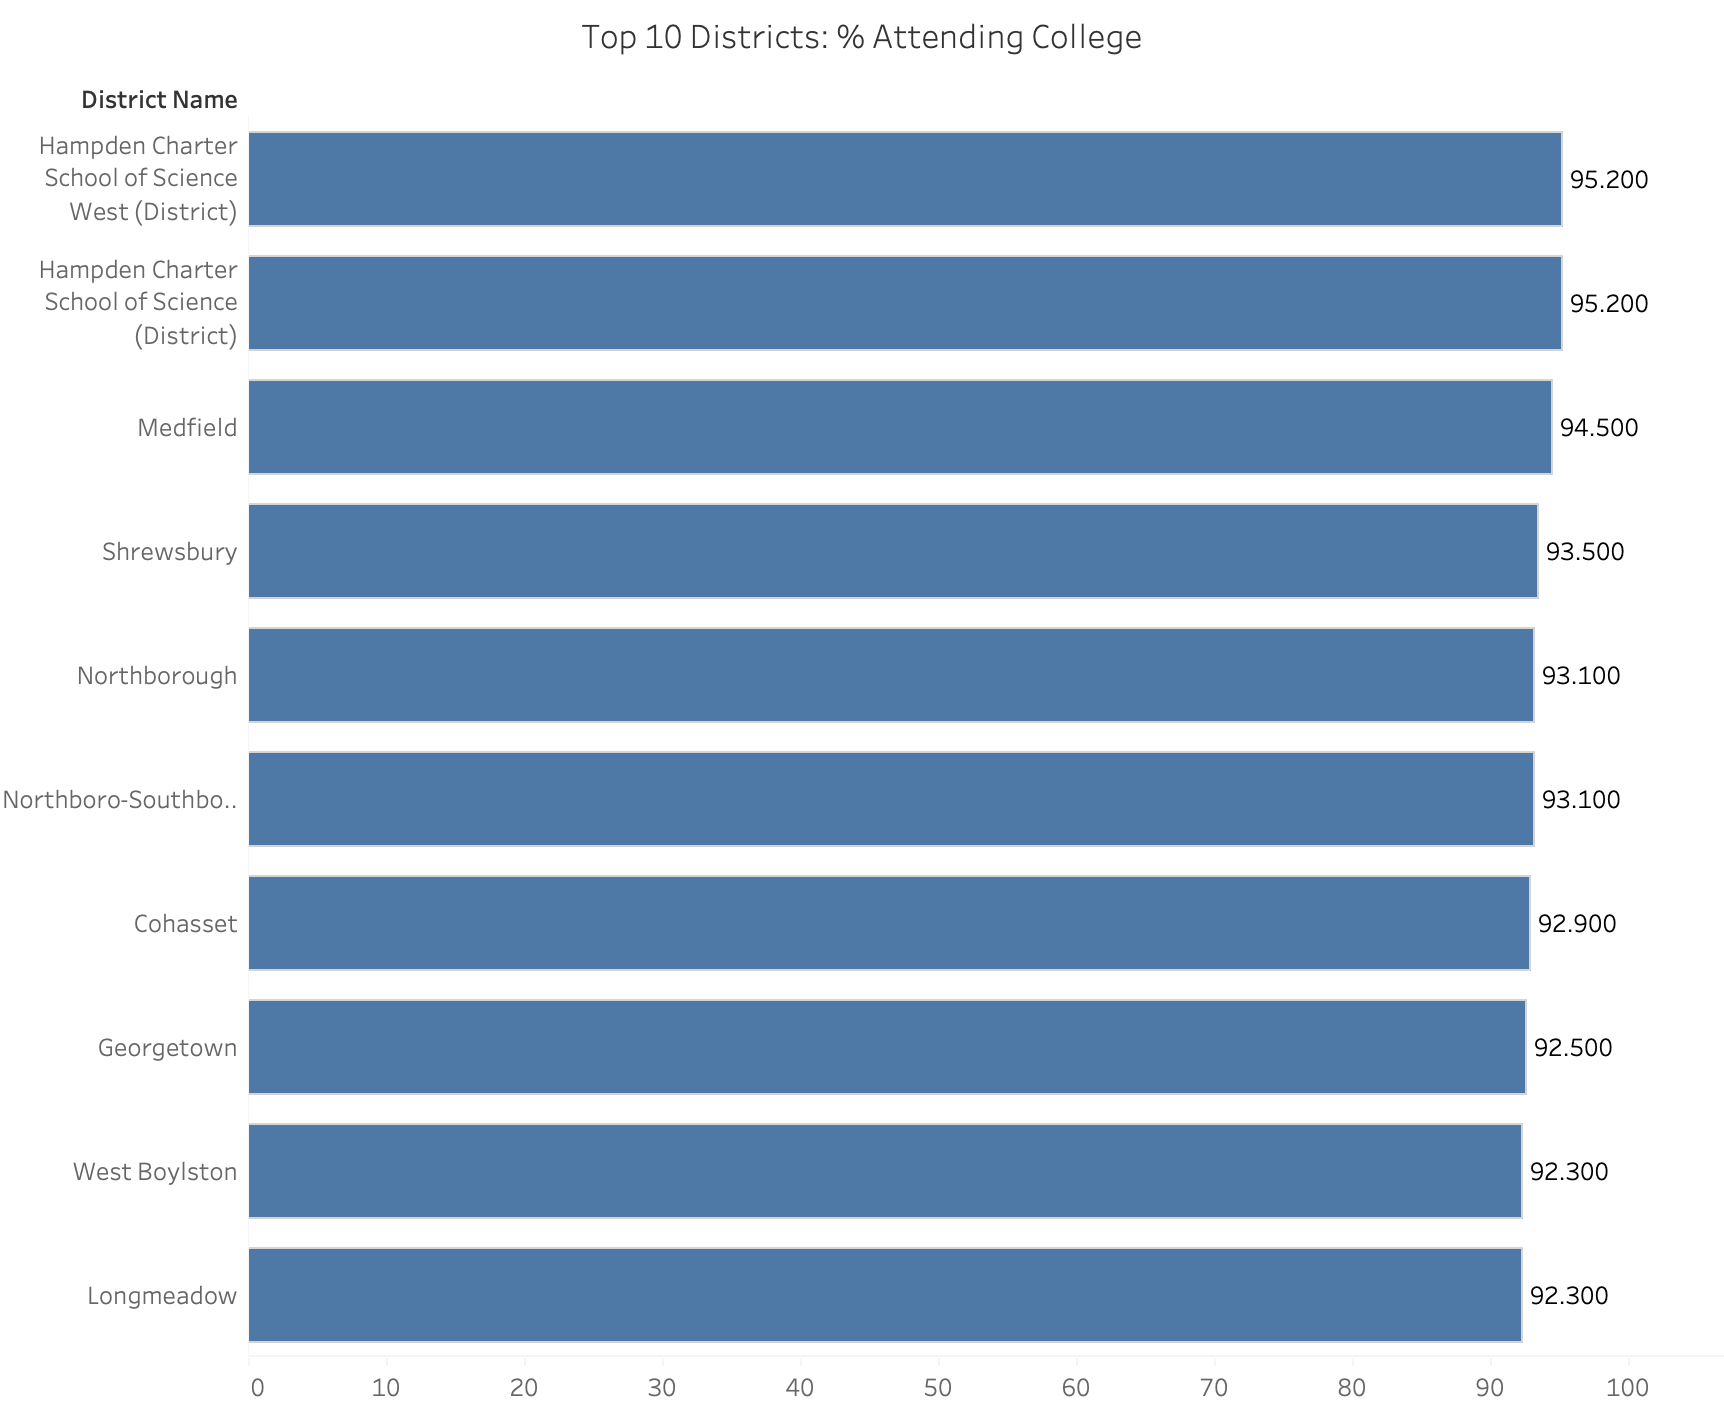 Top 10 Districts: % Attending College
District Name
Hampden Charter
School of Science
West (District)
95.200
Hampden Charter
School of Science
(District)
95.200
Medfield
94.500
Shrewsbury
93.500
Northborough
93.100
Northboro-Southbo..
93.100
Cohasset
92.900
Georgetown
92.500
West Boylston
92.300
Longmeadow
92.300
0 10 20 30 40 50 60 70 80 90 100